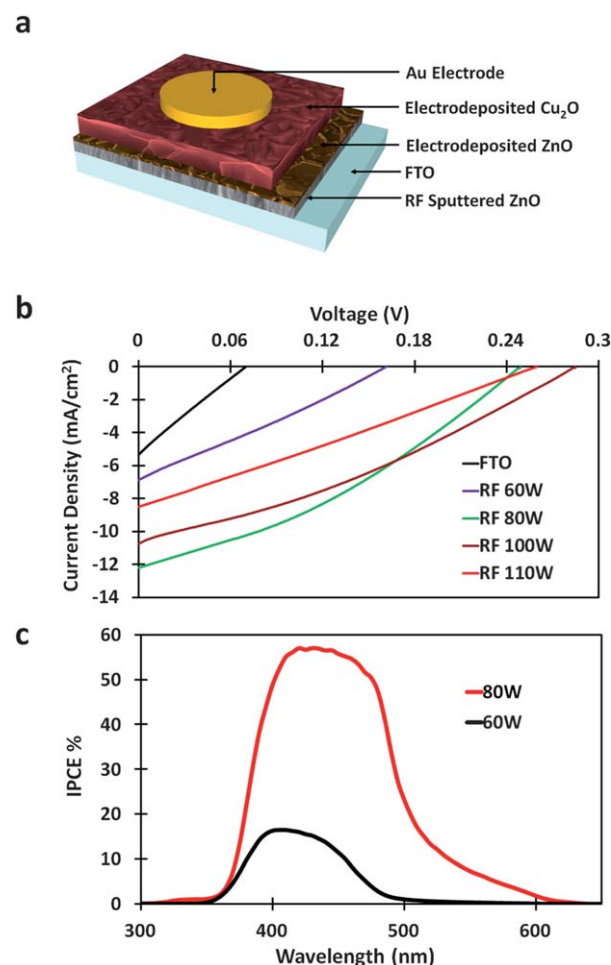 a
Au Electrode
Electrodeposited Cu₂O
Electrodeposited ZnO
FTO
RF Sputtered ZnO
b
Voltage (V)
0 0.06 0.12 0.18 0.24 0.3
Current Density (mA/cm²)
0
-2
-4
-6
-8
-10
-12
-14
FTO
RF 60W
RF 80W
RF 100W
RF 110W
c
IPCE %
60
50
40
30
20
10
0
80W
60W
300 400 500 600
Wavelength (nm)